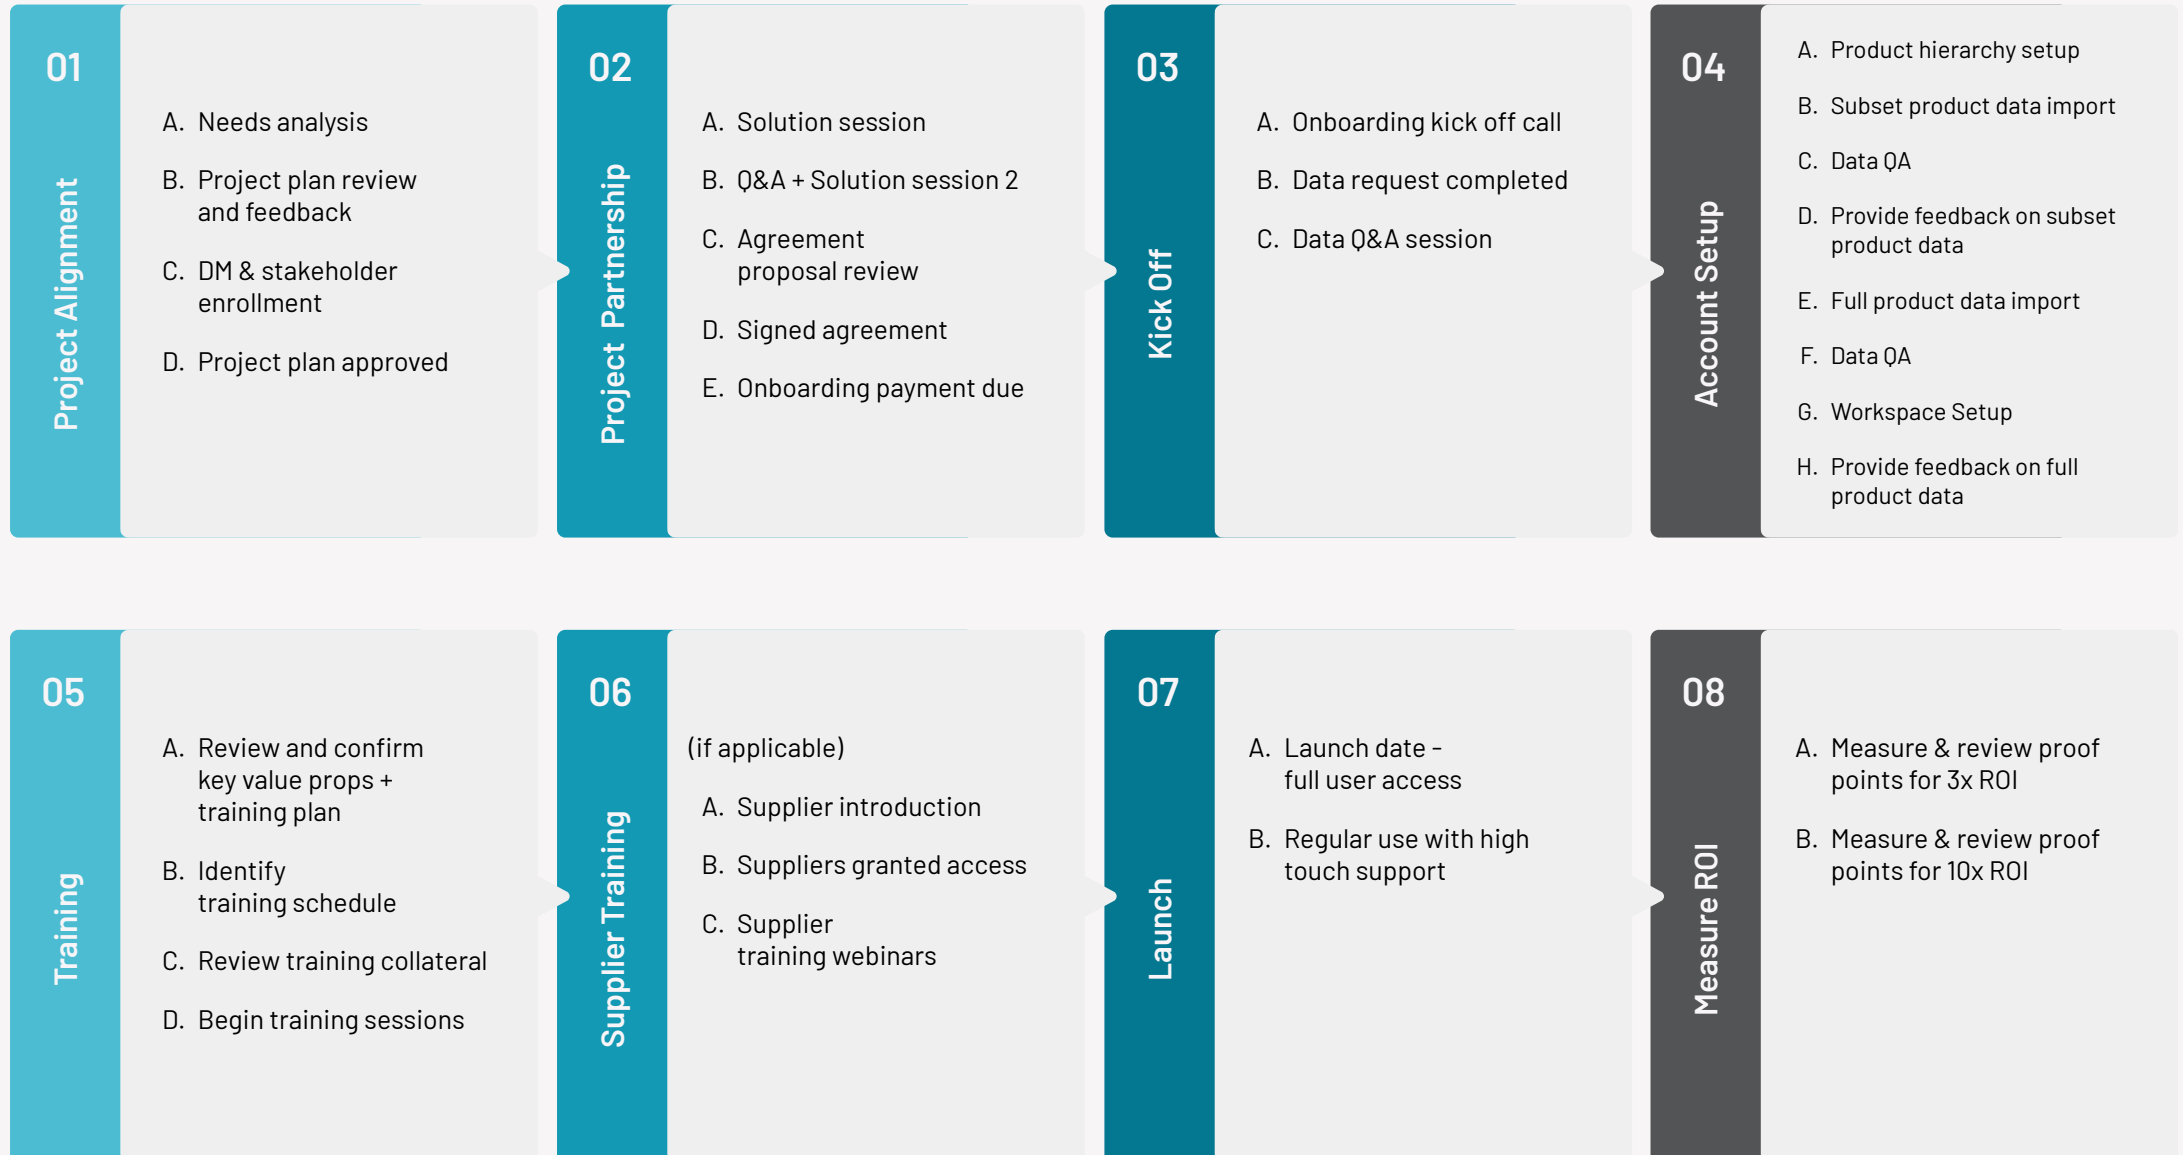 01
Project Alignment
A. Needs analysis
B. Project plan review
and feedback
C. DM & stakeholder
enrollment
D. Project plan approved
02
Project Partnership
A. Solution session
B. Q&A + Solution session 2
C. Agreement
proposal review
D. Signed agreement
E. Onboarding payment due
03
Kick Off
A. Onboarding kick off call
B. Data request completed
C. Data Q&A session
04
Account Setup
A. Product hierarchy setup
B. Subset product data import
C. Data QA
D. Provide feedback on subset
product data
E. Full product data import
F. Data QA
G. Workspace Setup
H. Provide feedback on full
product data
05
Training
A. Review and confirm
key value props +
training plan
B. Identify
training schedule
C. Review training collateral
D. Begin training sessions
06
Supplier Training
(if applicable)
A. Supplier introduction
B. Suppliers granted access
C. Supplier
training webinars
07
Launch
A. Launch date -
full user access
B. Regular use with high
touch support
08
Measure ROI
A. Measure & review proof
points for 3x ROI
B. Measure & review proof
points for 10x ROI